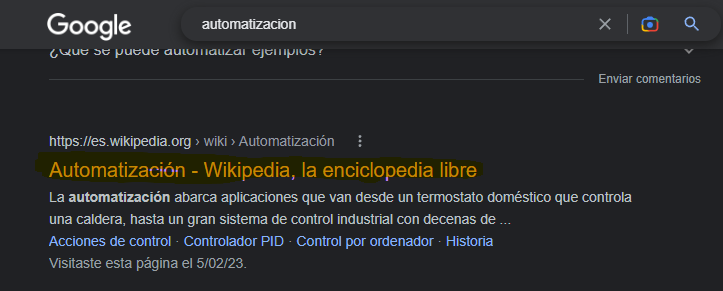 Google
automatizacion
¿Qué se puede automatizar ejemplos?
Enviar comentarios
https://es.wikipedia.org › wiki › Automatización
Automatización - Wikipedia, la enciclopedia libre
La automatización abarca aplicaciones que van desde un termostato doméstico que controla
una caldera, hasta un gran sistema de control industrial con decenas de ...
Acciones de control · Controlador PID · Control por ordenador · Historia
Visitaste esta página el 5/02/23.